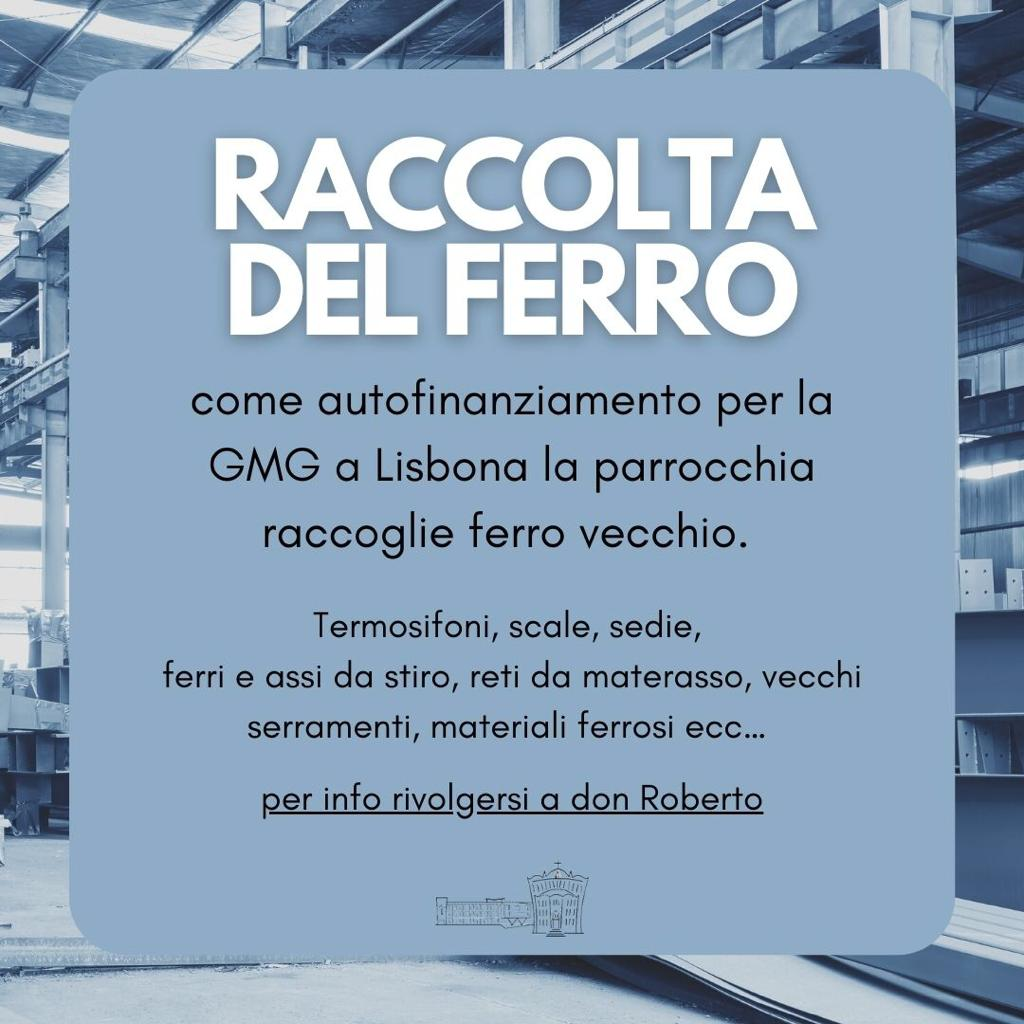 RACCOLTA
DEL FERRO
come autofinanziamento per la
GMG a Lisbona la parrocchia
raccoglie ferro vecchio.
Termosifoni, scale, sedie,
ferri e assi da stiro, reti da materasso, vecchi
serramenti, materiali ferrosi ecc...
per info rivolgersi a don Roberto